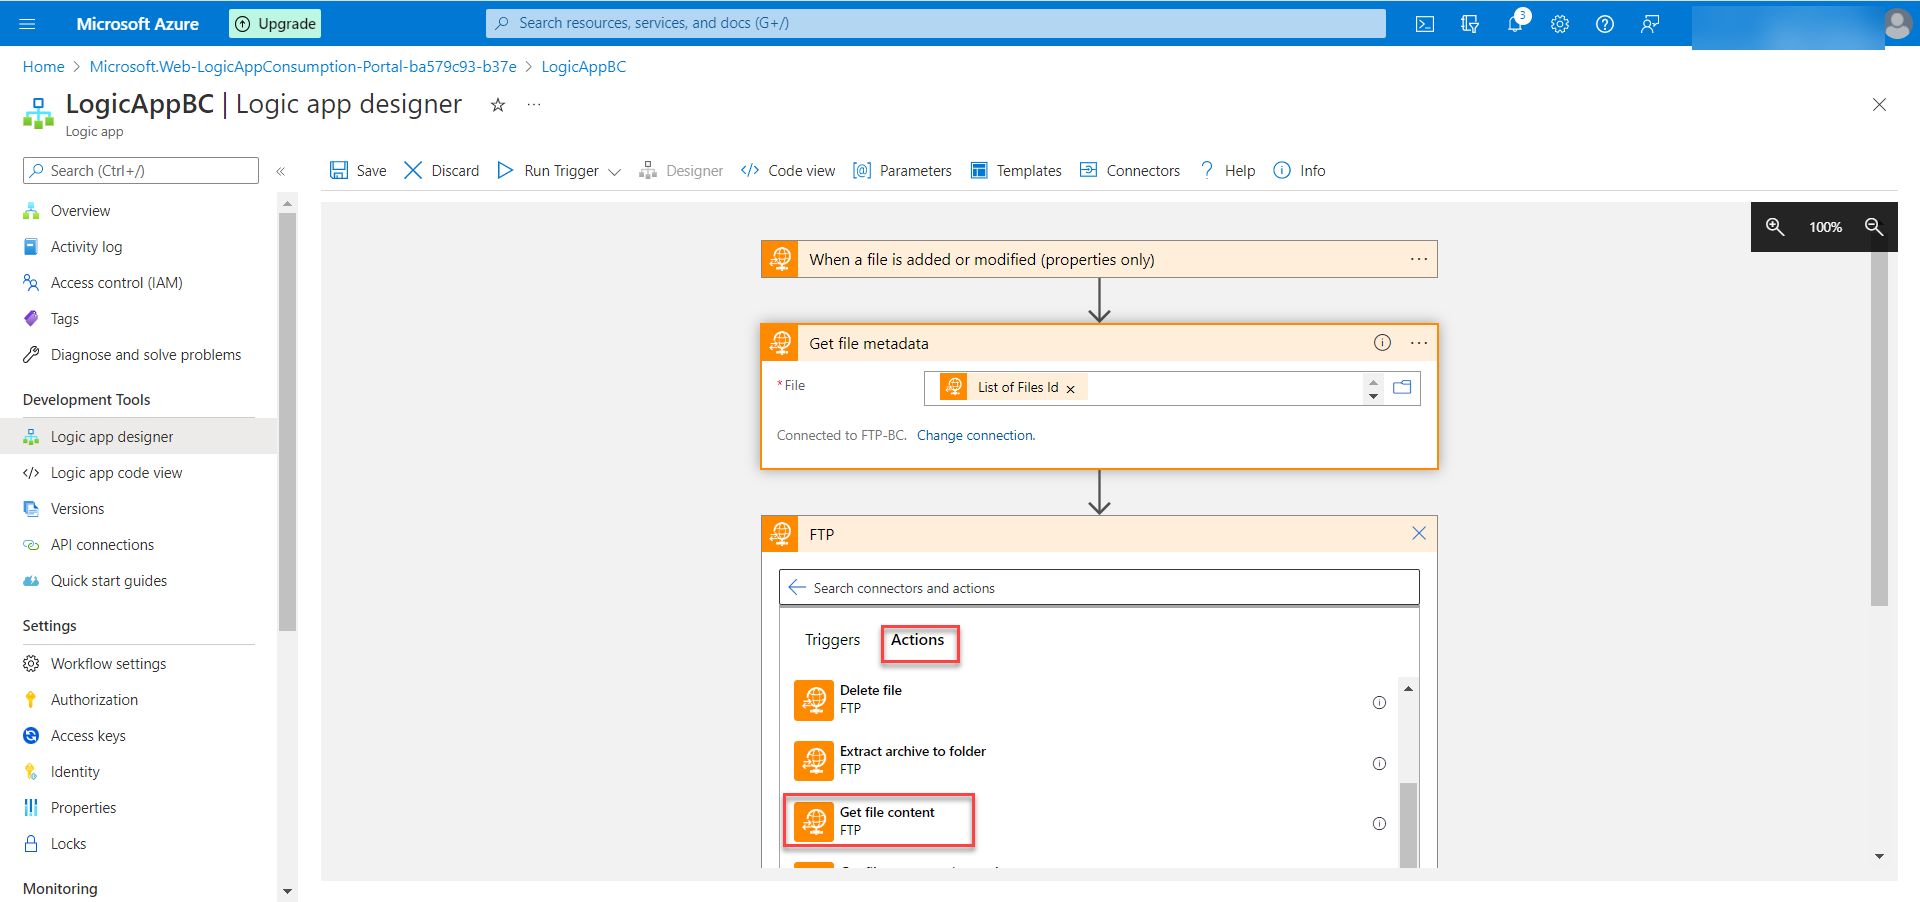 Microsoft Azure
Upgrade
Search resources, services, and docs (G+/)
3
Home > Microsoft.Web-LogicAppConsumption-Portal-ba579c93-b37e > LogicAppBC
LogicAppBC | Logic app designer
Logic app
Search (Ctrl+/)
«
Save
Discard
Run Trigger
Designer
Code view
Parameters
Templates
Connectors
Help
Info
Overview
Activity log
Access control (IAM)
Tags
Diagnose and solve problems
Development Tools
Logic app designer
Logic app code view
Versions
API connections
Quick start guides
Settings
Workflow settings
Authorization
Access keys
Identity
Properties
Locks
Monitoring
100%
When a file is added or modified (properties only)
Get file metadata
*File
List of Files Id ×
Connected to FTP-BC. Change connection.
FTP
Search connectors and actions
Triggers
Actions
Delete file
FTP
Extract archive to folder
FTP
Get file content
FTP